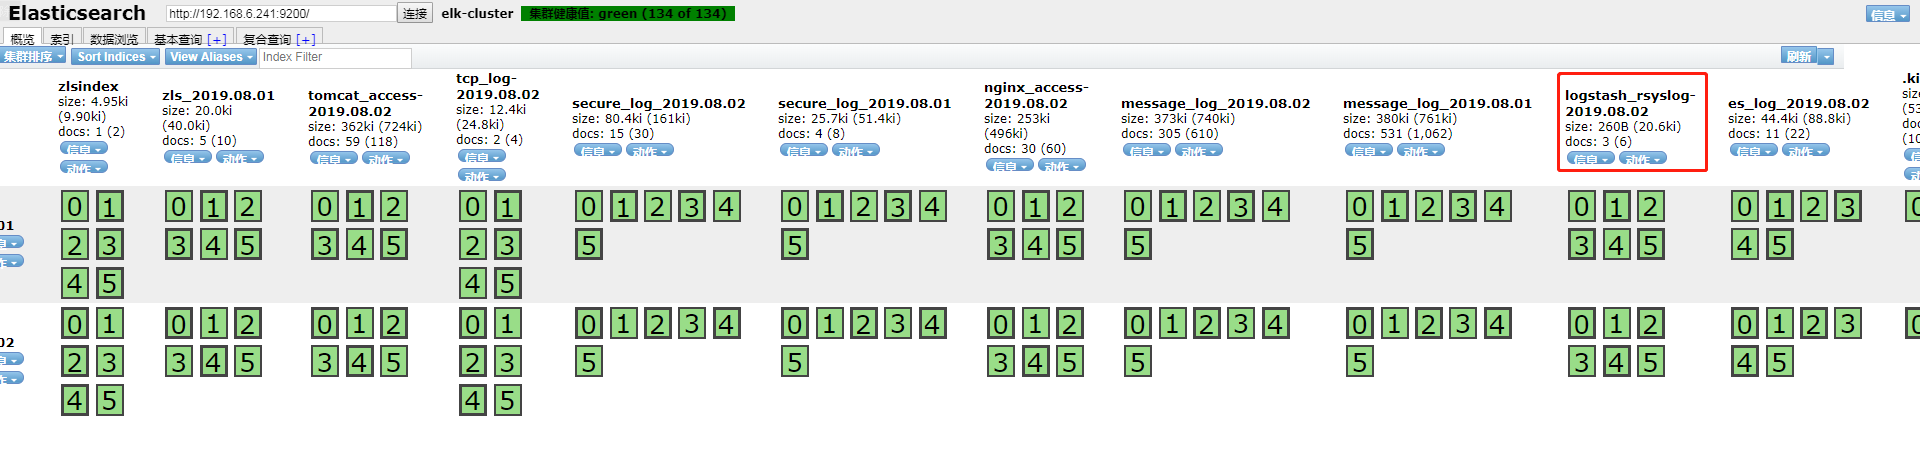 Elasticsearch
http://192.168.6.241:9200/
连接
elk-cluster
集群健康值: green (134 of 134)
信息
概览
索引
数据浏览
基本查询 [+]
复合查询 [+]
集群排序
Sort Indices
View Aliases
Index Filter
刷新
zlsindex
size: 4.95ki
(9.90ki)
docs: 1 (2)
信息
动作
zls_2019.08.01
size: 20.0ki
(40.0ki)
docs: 5 (10)
信息 动作
tomcat_access-
2019.08.02
size: 362ki (724ki)
docs: 59 (118)
信息 动作
tcp_log-
2019.08.02
size: 12.4ki
(24.8ki)
docs: 2 (4)
信息
动作
secure_log_2019.08.02
size: 80.4ki (161ki)
docs: 15 (30)
信息 动作
secure_log_2019.08.01
size: 25.7ki (51.4ki)
docs: 4 (8)
信息 动作
nginx_access-
2019.08.02
size: 253ki
(496ki)
docs: 30 (60)
信息 动作
message_log_2019.08.02
size: 373ki (740ki)
docs: 305 (610)
信息 动作
message_log_2019.08.01
size: 380ki (761ki)
docs: 531 (1,062)
信息 动作
logstash_rsyslog-
2019.08.02
size: 260B (20.6ki)
docs: 3 (6)
信息 动作
es_log_2019.08.02
size: 44.4ki (88.8ki)
docs: 11 (22)
信息 动作
.ki
size
(53
doc
(10
01
0 1 0 1 2 0 1 2 0 1 0 1 2 3 4 0 1 2 3 4 0 1 2 0 1 2 3 4 0 1 2 3 4 0 1 2 0 1 2 3 0
2 3 3 4 5 3 4 5 2 3 5 5 3 4 5 5 5 3 4 5 4 5
4 5 4 5
02
0 1 0 1 2 0 1 2 0 1 0 1 2 3 4 0 1 2 3 4 0 1 2 0 1 2 3 4 0 1 2 3 4 0 1 2 0 1 2 3 0
2 3 3 4 5 3 4 5 2 3 5 5 3 4 5 5 5 3 4 5 4 5
4 5 4 5